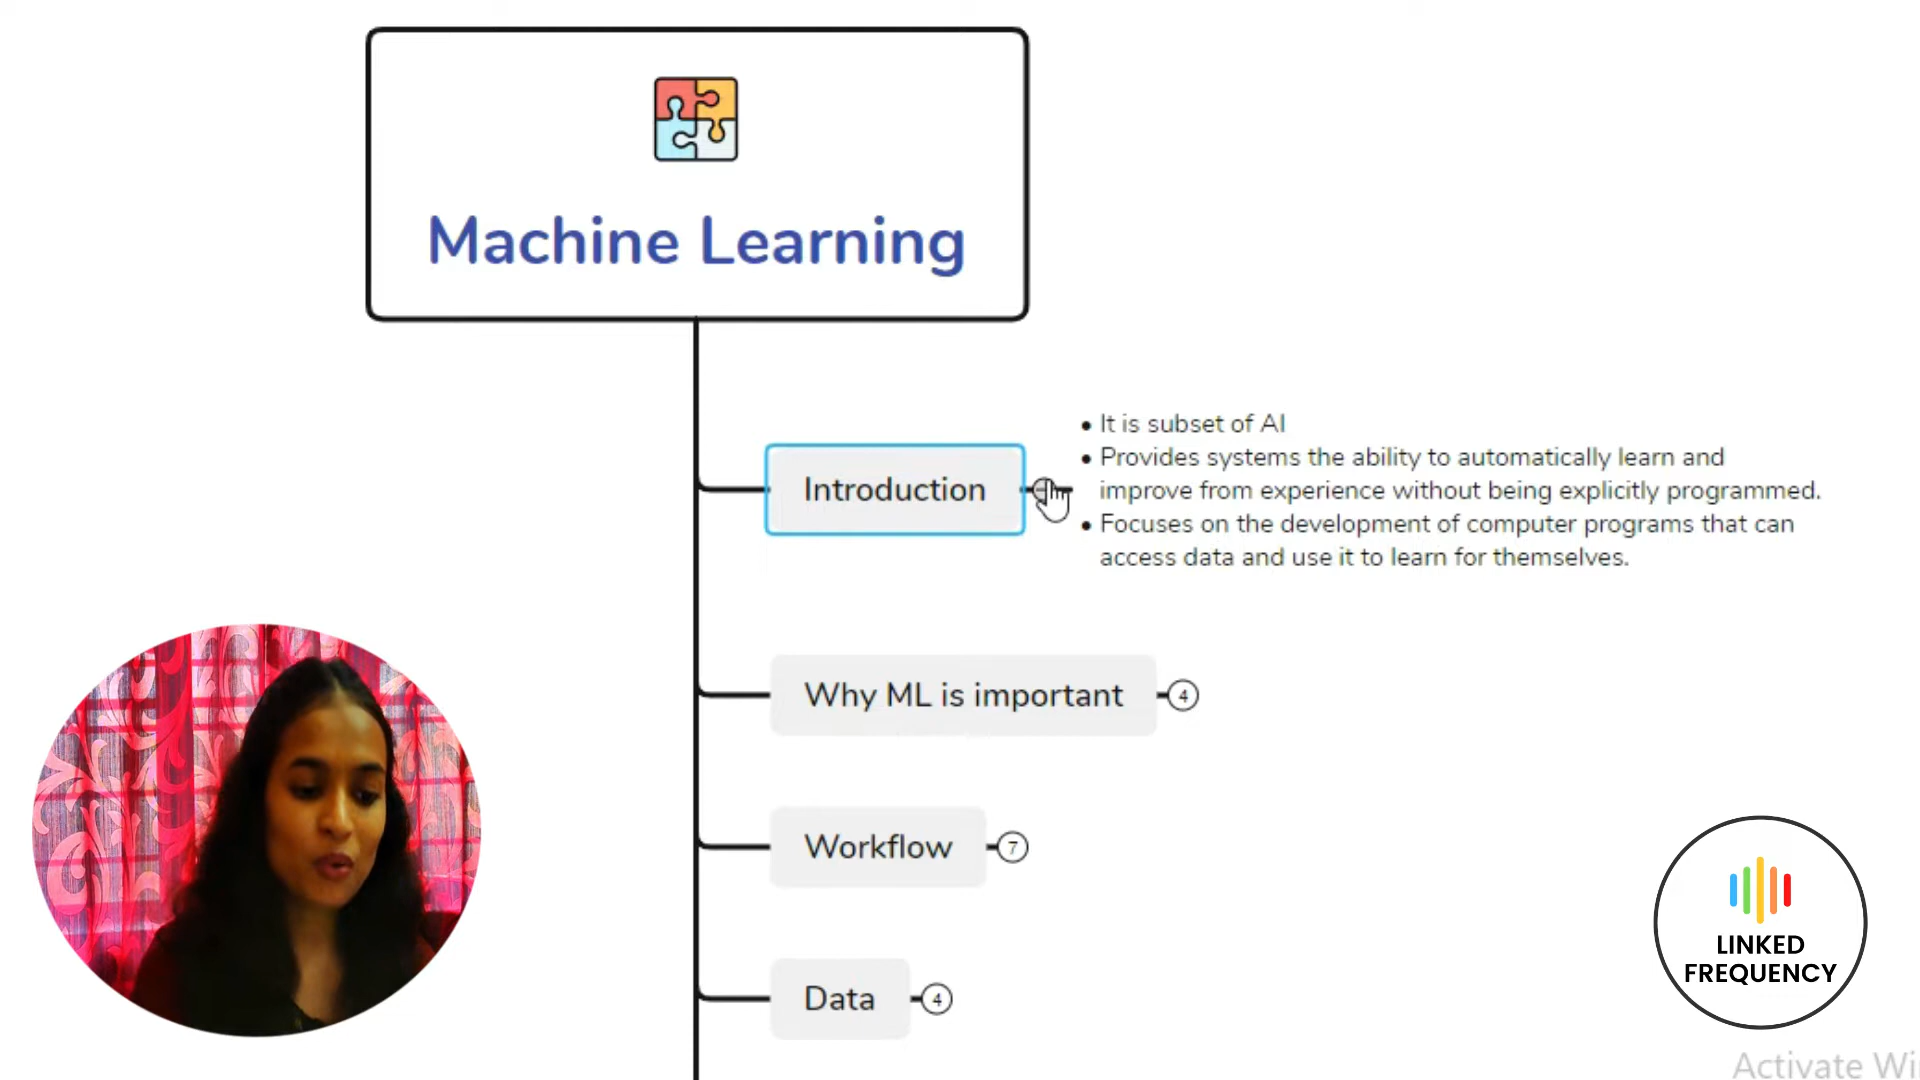 Machine Learning
• It is subset of AI
• Provides systems the ability to automatically learn and
improve from experience without being explicitly programmed.
• Focuses on the development of computer programs that can
access data and use it to learn for themselves.
Introduction
Why ML is important
4
Workflow
7
Data
4
LINKED
FREQUENCY
Activate Wi